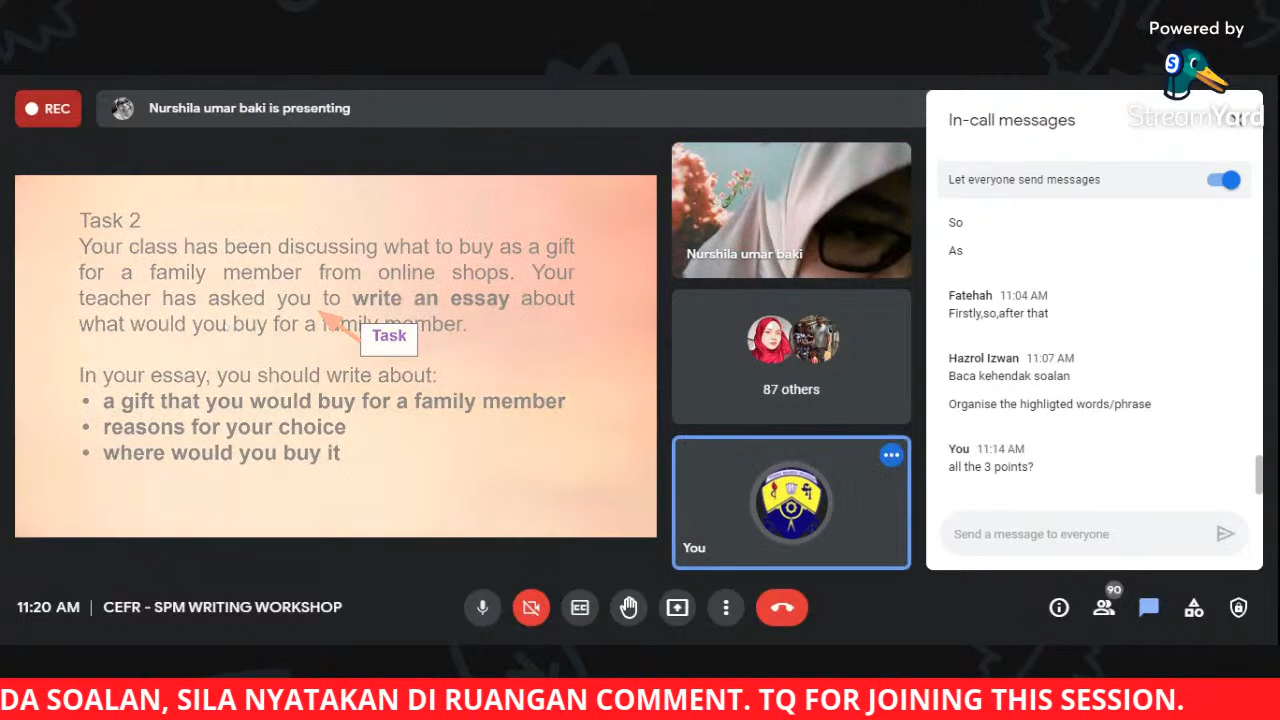 Powered by
StreamYard
REC
Nurshila umar baki is presenting
Task 2
Your class has been discussing what to buy as a gift
for a family member from online shops. Your
teacher has asked you to write an essay about
what would you buy for a family member.
Task
In your essay, you should write about:
• a gift that you would buy for a family member
• reasons for your choice
• where would you buy it
Nurshila umar baki
87 others
You
In-call messages
Let everyone send messages
So
As
Fatehah 11:04 AM
Firstly,so,after that
Hazrol Izwan 11:07 AM
Baca kehendak soalan
Organise the highligted words/phrase
You 11:14 AM
all the 3 points?
Send a message to everyone
11:20 AM | CEFR - SPM WRITING WORKSHOP
90
DA SOALAN, SILA NYATAKAN DI RUANGAN COMMENT. TQ FOR JOINING THIS SESSION.